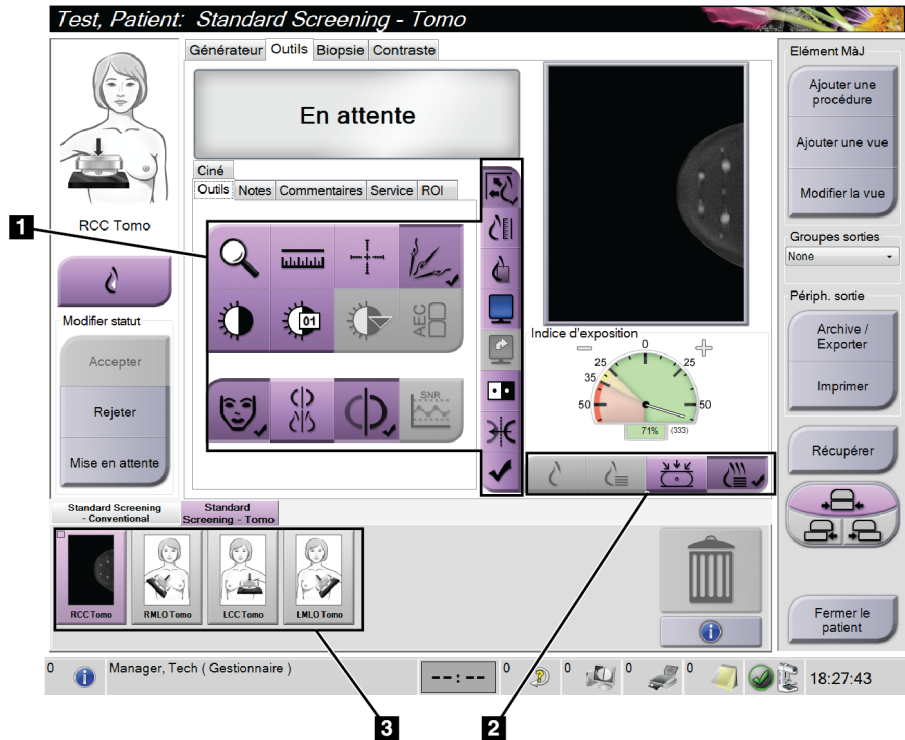 Test, Patient: Standard Screening - Tomo
Générateur Outils Biopsie Contraste
Elément MàJ
Ajouter une
procédure
Ajouter une vue
Modifier la vue
En attente
Ciné
Outils Notes Commentaires Service ROI
RCC Tomo
1
01
AEC
SNR
Modifier statut
Accepter
Rejeter
Mise en attente
Groupes sorties
None
Périph. sortie
Archive /
Exporter
Imprimer
Indice d'exposition
0
25 25
35
50 50
71% (333)
Récupérer
Standard Screening
- Conventional
Standard
Screening - Tomo
RCC Tomo
RMLO Tomo
LCC Tomo
LMLO Tomo
Fermer le
patient
0 Manager, Tech ( Gestionnaire ) --:-- 0 0 0 0 18:27:43
3
2